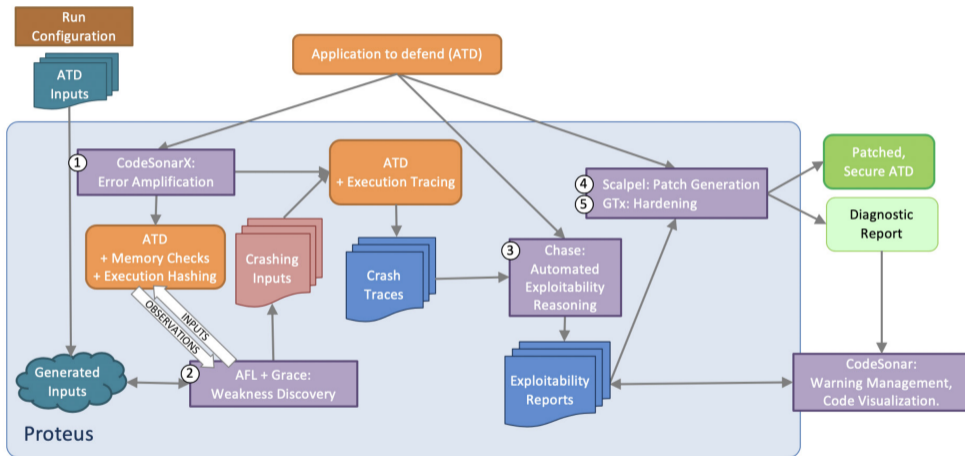 Run
Configuration
ATD
Inputs
Application to defend (ATD)
1
CodeSonarX:
Error Amplification
ATD
+ Execution Tracing
4
Scalpel: Patch Generation
5
GTx: Hardening
Patched,
Secure ATD
Diagnostic
Report
ATD
+ Memory Checks
+ Execution Hashing
Crashing
Inputs
Crash
Traces
3
Chase:
Automated
Exploitability
Reasoning
INPUTS
OBSERVATIONS
Generated
Inputs
2
AFL + Grace:
Weakness Discovery
Exploitability
Reports
CodeSonar:
Warning Management,
Code Visualization.
Proteus